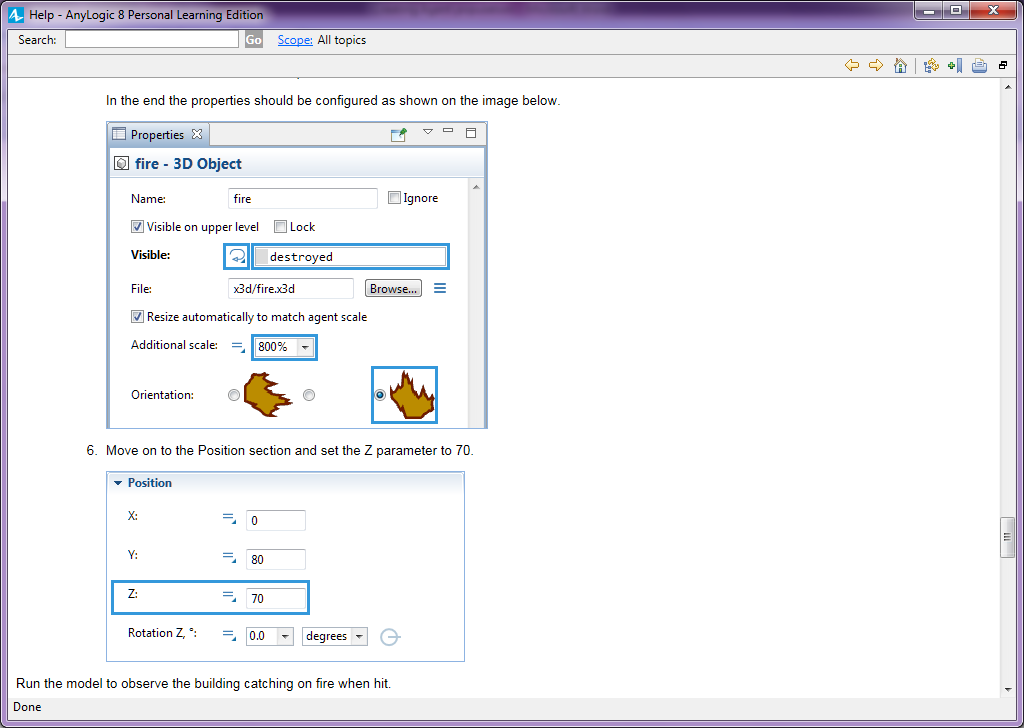 Help - AnyLogic 8 Personal Learning Edition
Search: Go Scope: All topics
In the end the properties should be configured as shown on the image below.
Properties
fire - 3D Object
Name: fire Ignore
Visible on upper level Lock
Visible: destroyed
File: x3d/fire.x3d Browse...
Resize automatically to match agent scale
Additional scale: 800%
Orientation:
6. Move on to the Position section and set the Z parameter to 70.
Position
X: 0
Y: 80
Z: 70
Rotation Z, °: 0.0 degrees
Run the model to observe the building catching on fire when hit.
Done